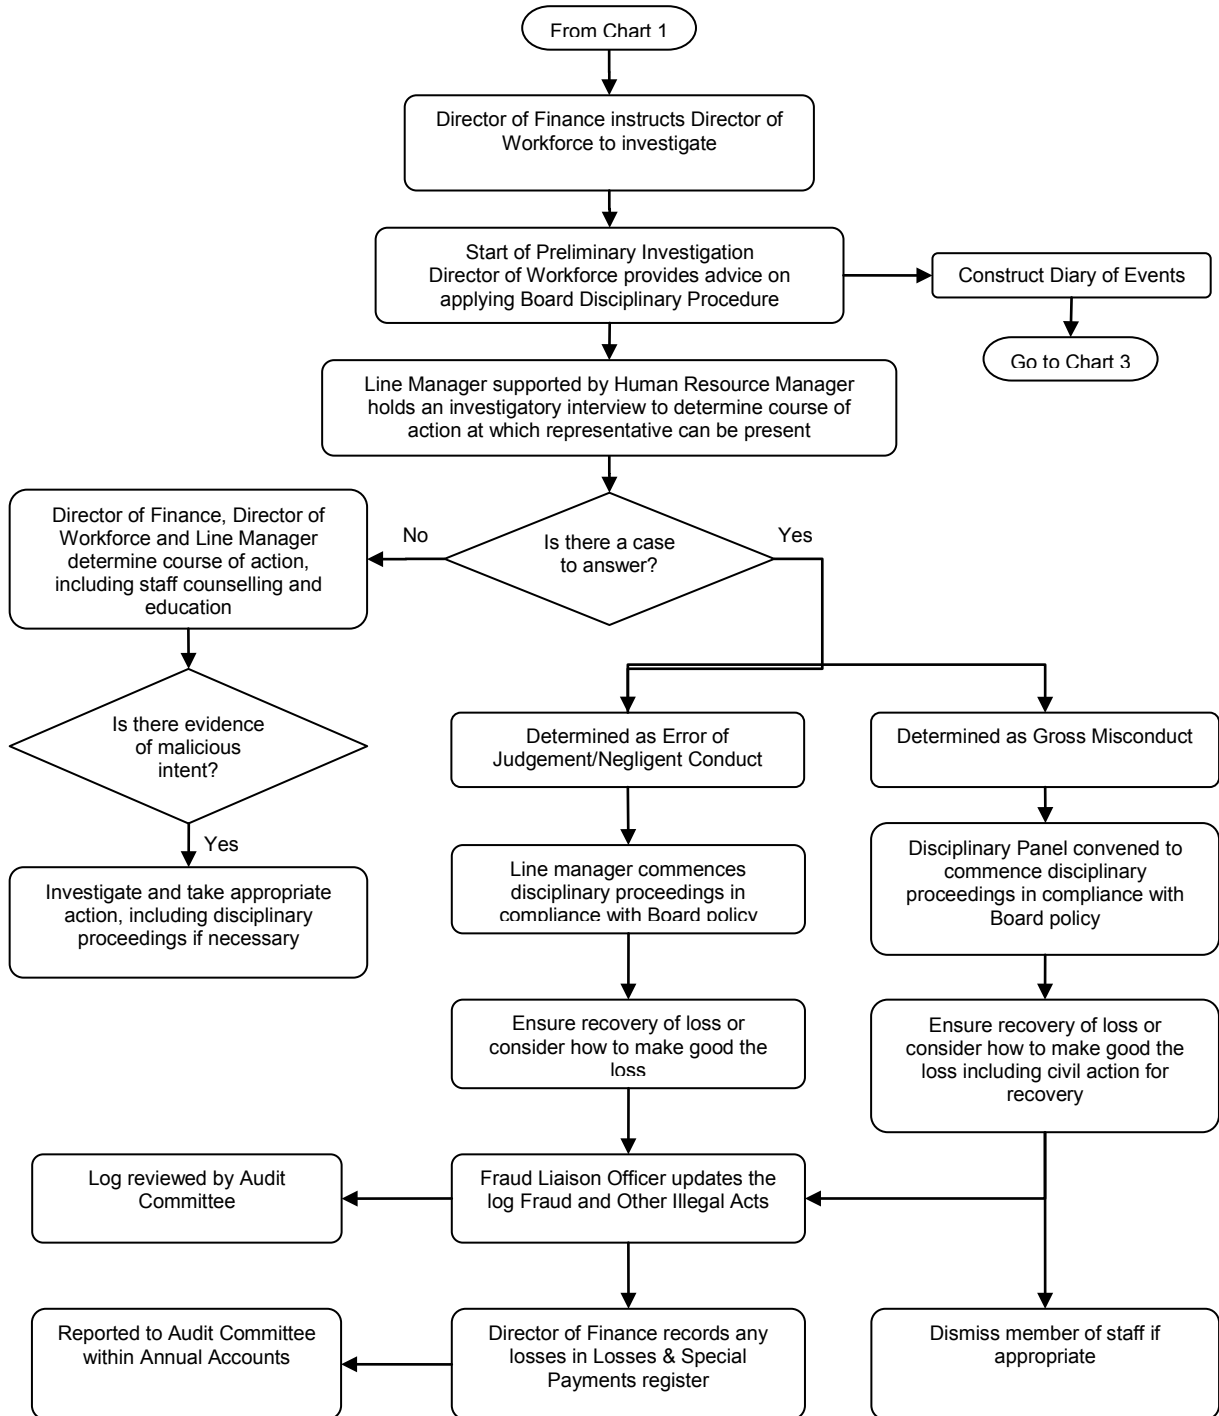 From Chart 1
Director of Finance instructs Director of
Workforce to investigate
Start of Preliminary Investigation
Director of Workforce provides advice on
applying Board Disciplinary Procedure
Construct Diary of Events
Go to Chart 3
Line Manager supported by Human Resource Manager
holds an investigatory interview to determine course of
action at which representative can be present
Director of Finance, Director of
Workforce and Line Manager
determine course of action,
including staff counselling and
education
No
Is there a case
to answer?
Yes
Is there evidence
of malicious
intent?
Yes
Investigate and take appropriate
action, including disciplinary
proceedings if necessary
Determined as Error of
Judgement/Negligent Conduct
Determined as Gross Misconduct
Line manager commences
disciplinary proceedings in
compliance with Board policy
Disciplinary Panel convened to
commence disciplinary
proceedings in compliance with
Board policy
Ensure recovery of loss or
consider how to make good the
loss
Ensure recovery of loss or
consider how to make good the
loss including civil action for
recovery
Log reviewed by Audit
Committee
Fraud Liaison Officer updates the
log Fraud and Other Illegal Acts
Reported to Audit Committee
within Annual Accounts
Director of Finance records any
losses in Losses & Special
Payments register
Dismiss member of staff if
appropriate